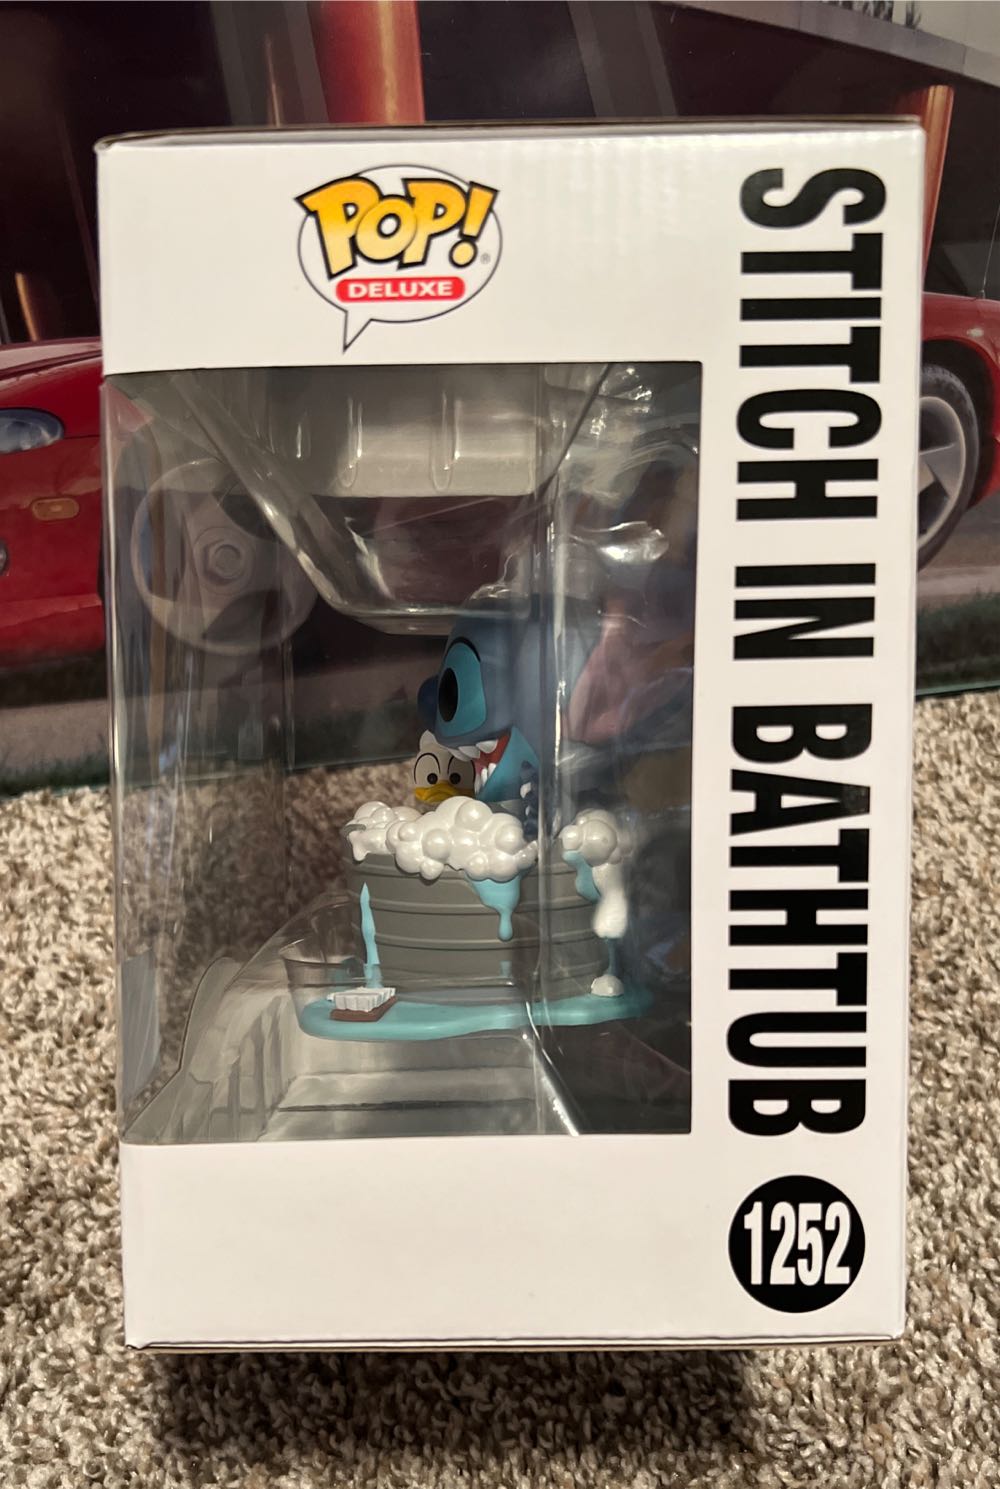 POP!
DELUXE
STITCH IN BATHTUB
1252